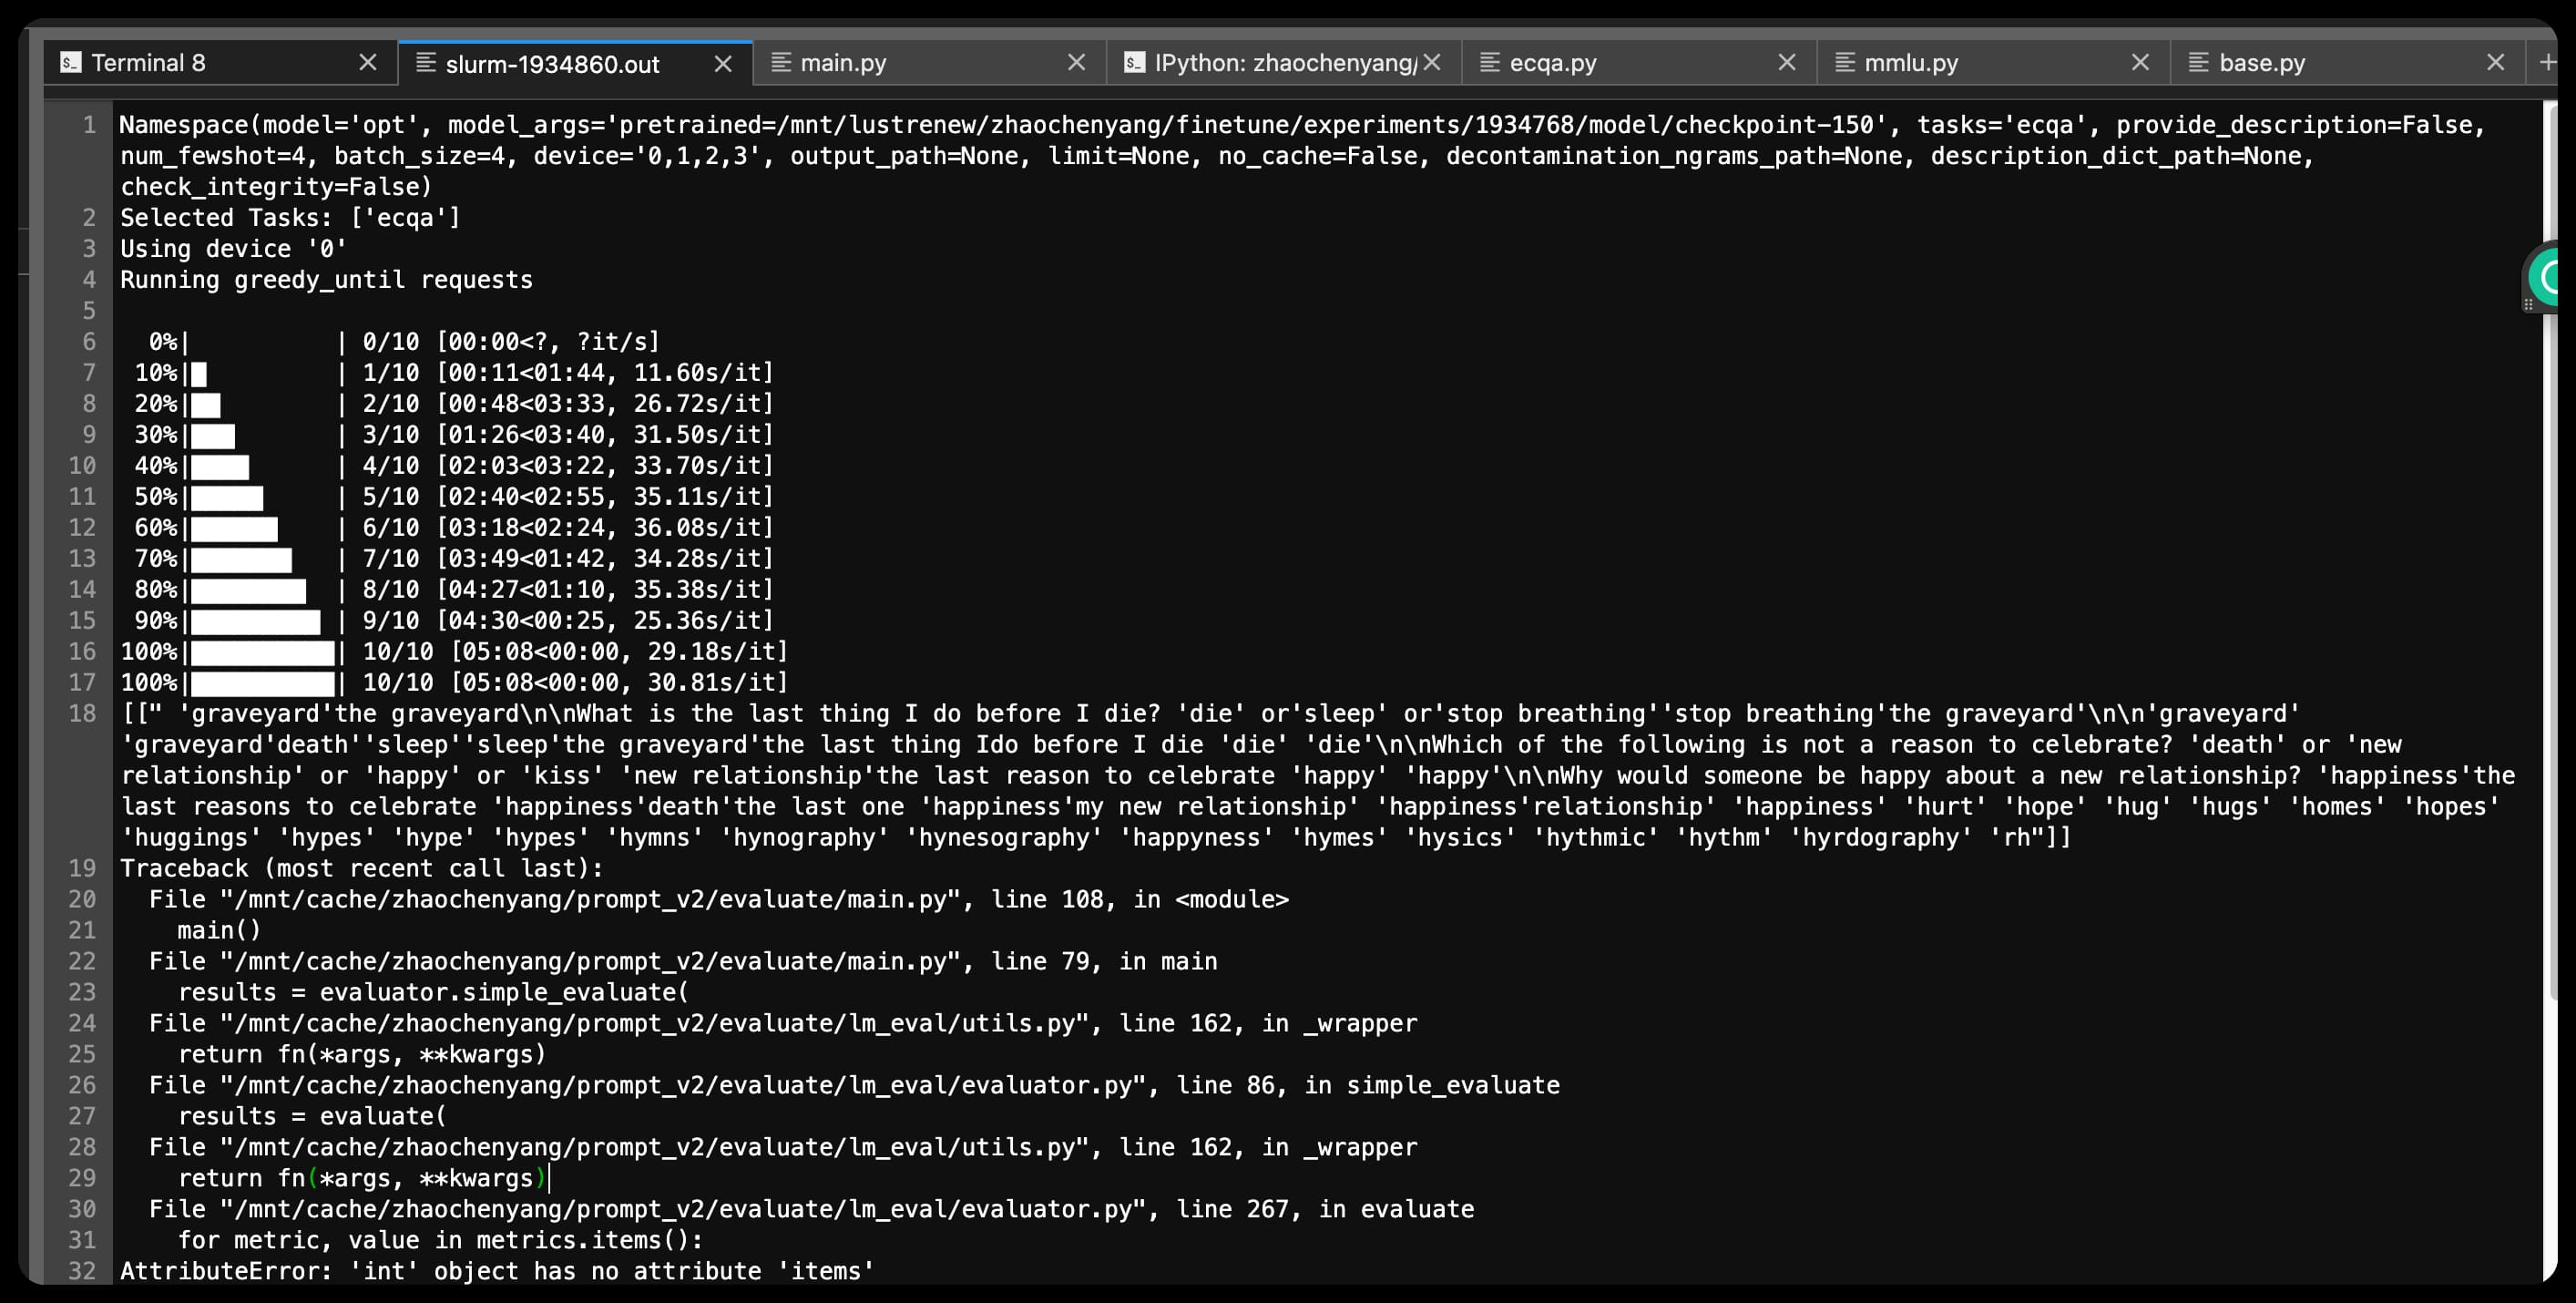 Terminal 8
slurm-1934860.out
main.py
IPython: zhaochenyang/
ecqa.py
mmlu.py
base.py
1 Namespace(model='opt', model_args='pretrained=/mnt/lustrenew/zhaochenyang/finetune/experiments/1934768/model/checkpoint-150', tasks='ecqa', provide_description=False,
num_fewshot=4, batch_size=4, device='0,1,2,3', output_path=None, limit=None, no_cache=False, decontamination_ngrams_path=None, description_dict_path=None,
check_integrity=False)
2 Selected Tasks: ['ecqa']
3 Using device '0'
4 Running greedy_until requests
5
6 0%| | 0/10 [00:00<?, ?it/s]
7 10%| | 1/10 [00:11<01:44, 11.60s/it]
8 20%| | 2/10 [00:48<03:33, 26.72s/it]
9 30%| | 3/10 [01:26<03:40, 31.50s/it]
10 40%| | 4/10 [02:03<03:22, 33.70s/it]
11 50%| | 5/10 [02:40<02:55, 35.11s/it]
12 60%| | 6/10 [03:18<02:24, 36.08s/it]
13 70%| | 7/10 [03:49<01:42, 34.28s/it]
14 80%| | 8/10 [04:27<01:10, 35.38s/it]
15 90%| | 9/10 [04:30<00:25, 25.36s/it]
16 100%| | 10/10 [05:08<00:00, 29.18s/it]
17 100%| | 10/10 [05:08<00:00, 30.81s/it]
18 [[" 'graveyard'the graveyard\n\nWhat is the last thing I do before I die? 'die' or'sleep' or'stop breathing''stop breathing'the graveyard'\n\n'graveyard'
'graveyard'death''sleep''sleep'the graveyard'the last thing Ido before I die 'die' 'die'\n\nWhich of the following is not a reason to celebrate? 'death' or 'new
relationship' or 'happy' or 'kiss' 'new relationship'the last reason to celebrate 'happy' 'happy'\n\nWhy would someone be happy about a new relationship? 'happiness'the
last reasons to celebrate 'happiness'death'the last one 'happiness'my new relationship' 'happiness'relationship' 'happiness' 'hurt' 'hope' 'hug' 'hugs' 'homes' 'hopes'
'huggings' 'hypes' 'hype' 'hypes' 'hymns' 'hynography' 'hynesography' 'happyness' 'hymes' 'hysics' 'hythmic' 'hythm' 'hyrdography' 'rh"]]
19 Traceback (most recent call last):
20 File "/mnt/cache/zhaochenyang/prompt_v2/evaluate/main.py", line 108, in <module>
21 main()
22 File "/mnt/cache/zhaochenyang/prompt_v2/evaluate/main.py", line 79, in main
23 results = evaluator.simple_evaluate(
24 File "/mnt/cache/zhaochenyang/prompt_v2/evaluate/lm_eval/utils.py", line 162, in _wrapper
25 return fn(*args, **kwargs)
26 File "/mnt/cache/zhaochenyang/prompt_v2/evaluate/lm_eval/evaluator.py", line 86, in simple_evaluate
27 results = evaluate(
28 File "/mnt/cache/zhaochenyang/prompt_v2/evaluate/lm_eval/utils.py", line 162, in _wrapper
29 return fn(*args, **kwargs)
30 File "/mnt/cache/zhaochenyang/prompt_v2/evaluate/lm_eval/evaluator.py", line 267, in evaluate
31 for metric, value in metrics.items():
32 AttributeError: 'int' object has no attribute 'items'